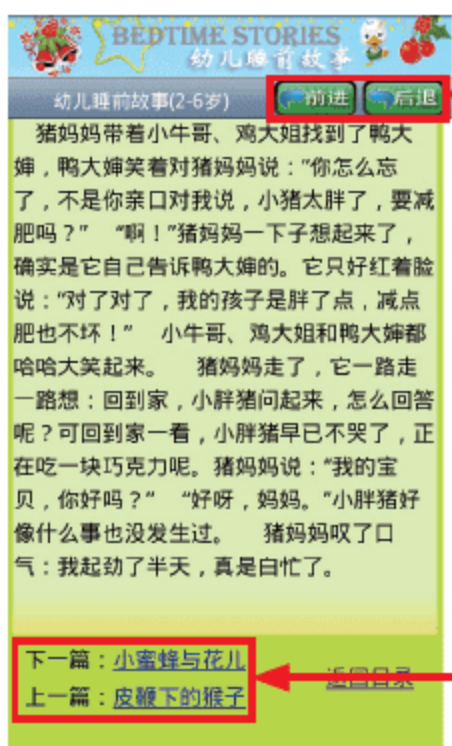 BEDTIME STORIES
幼儿睡前故事
幼儿睡前故事(2-6岁)
前进 后退
猪妈妈带着小牛哥、鸡大姐找到了鸭大
婶，鸭大婶笑着对猪妈妈说：“你怎么忘
了，不是你亲口对我说，小猪太胖了，要减
肥吗？” “啊！”猪妈妈一下子想起来了，
确实是它自己告诉鸭大婶的。它只好红着脸
说：“对了对了，我的孩子是胖了点，减点
肥也不坏！” 小牛哥、鸡大姐和鸭大婶都
哈哈大笑起来。 猪妈妈走了，它一路走
一路想：回到家，小胖猪问起来，怎么回答
呢？可回到家一看，小胖猪早已不哭了，正
在吃一块巧克力呢。猪妈妈说：“我的宝
贝，你好吗？” “好呀，妈妈。”小胖猪好
像什么事也没发生过。 猪妈妈叹了口
气：我起劲了半天，真是白忙了。
下一篇：小蜜蜂与花儿
返回目录
上一篇：皮鞭下的猴子